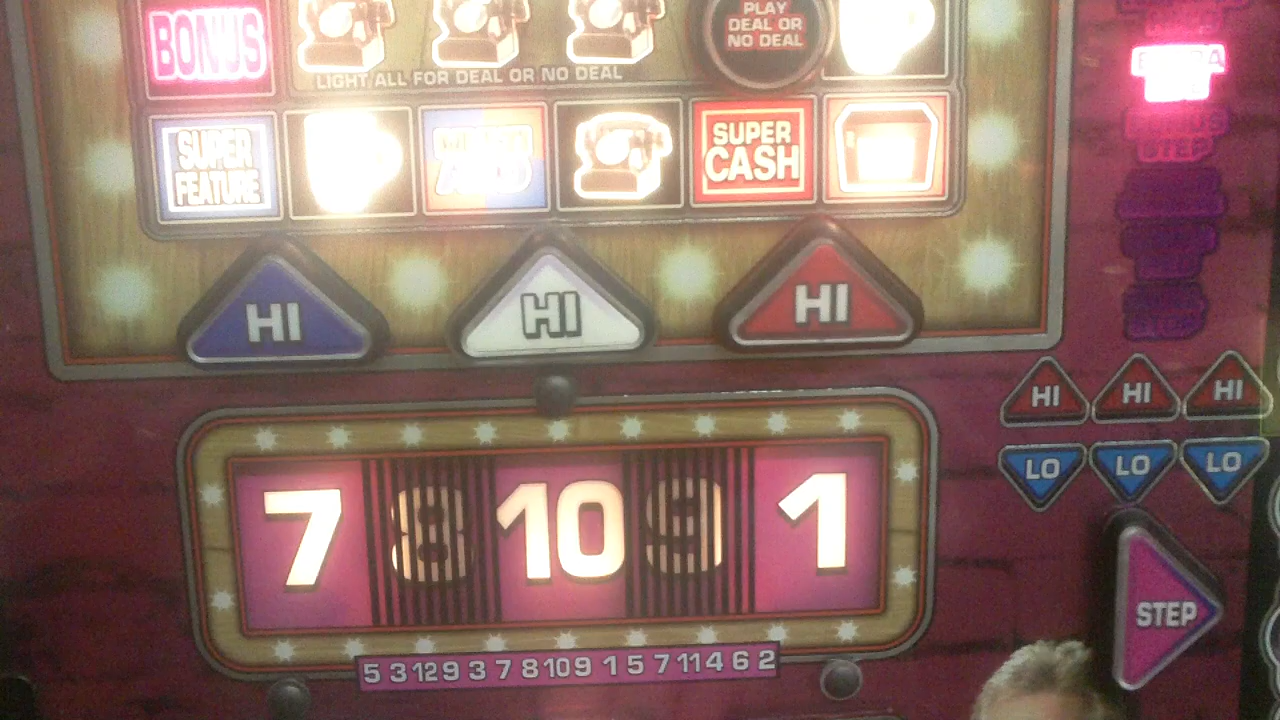 BONUS
PLAY
DEAL OR
NO DEAL
LIGHT ALL FOR DEAL OR NO DEAL
SUPER
FEATURE
SUPER
CASH
STEP
HI HI HI
HI HI HI
LO LO LO
7 8 10 9 1
STEP
5 3 12 9 3 7 8 10 9 1 5 7 11 4 6 2